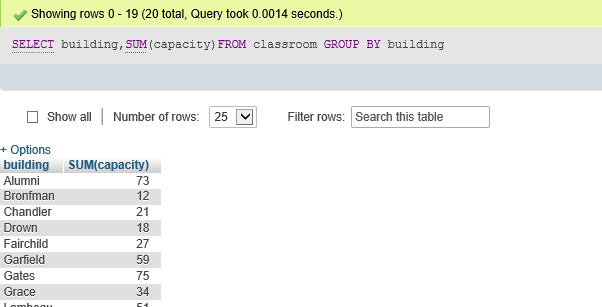 Showing rows 0 - 19 (20 total, Query took 0.0014 seconds.)
SELECT building,SUM(capacity)FROM classroom GROUP BY building
Show all Number of rows: 25 Filter rows: Search this table
+ Options
building SUM(capacity)
Alumni 73
Bronfman 12
Chandler 21
Drown 18
Fairchild 27
Garfield 59
Gates 75
Grace 34